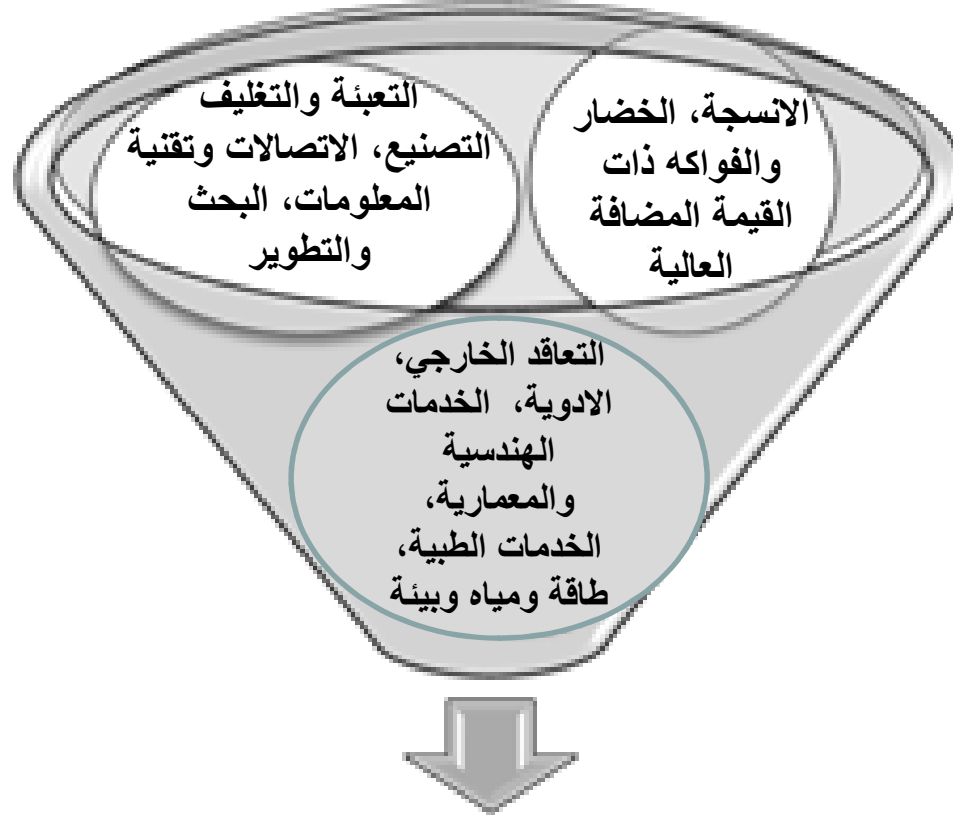 الانسجة، الخضار
والفواكه ذات
القيمة المضافة
العالية
التعبئة والتغليف
التصنيع، الاتصالات وتقنية
المعلومات، البحث
والتطوير
التعاقد الخارجي،
الادوية، الخدمات
الهندسية
والمعمارية،
الخدمات الطبية،
طاقة ومياه وبيئة